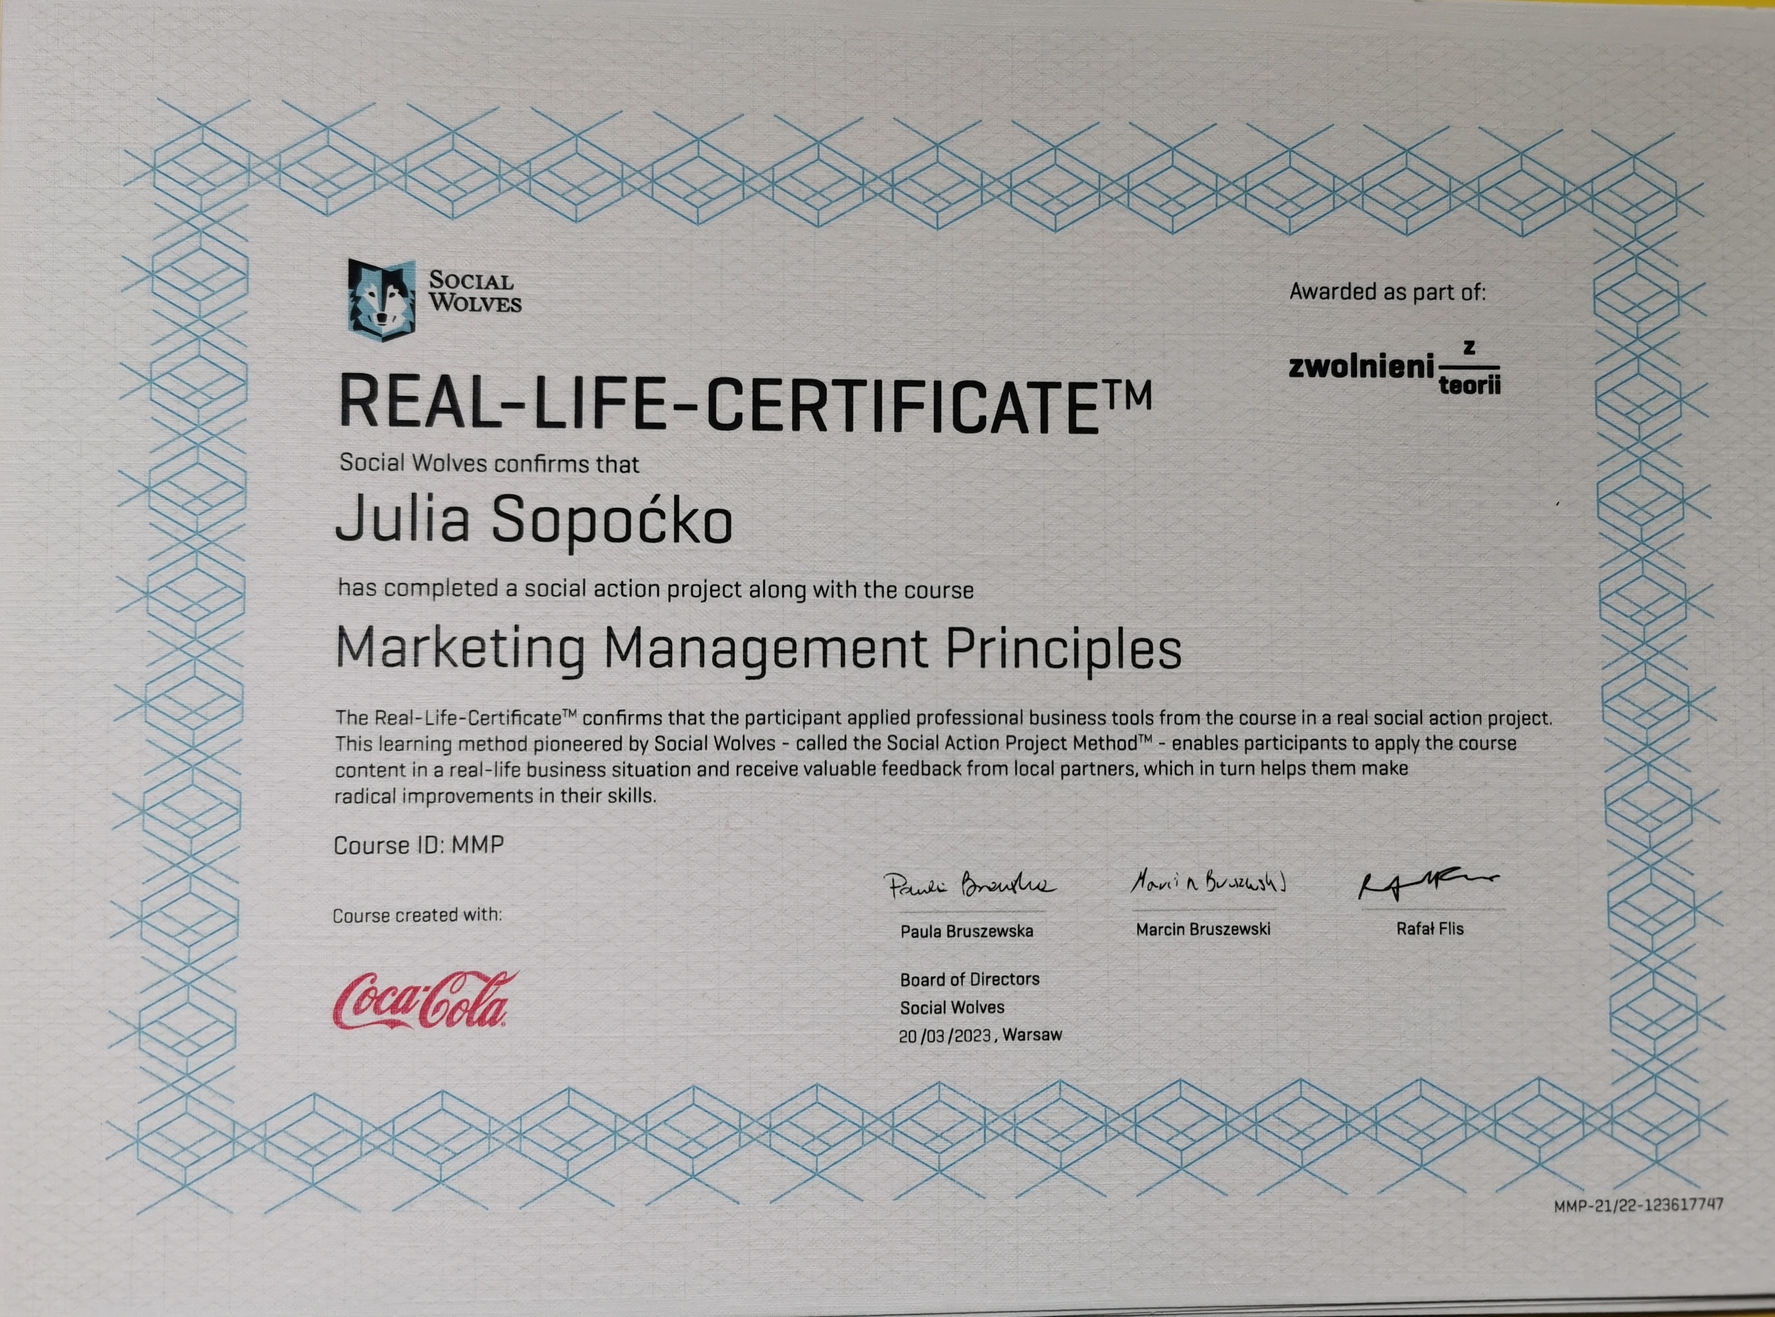 SOCIAL
WOLVES
Awarded as part of:
zwolnieni z
teorii
REAL-LIFE-CERTIFICATE™
Social Wolves confirms that
Julia Sopoćko
has completed a social action project along with the course
Marketing Management Principles
The Real-Life-Certificate™ confirms that the participant applied professional business tools from the course in a real social action project.
This learning method pioneered by Social Wolves - called the Social Action Project Method™ - enables participants to apply the course
content in a real-life business situation and receive valuable feedback from local partners, which in turn helps them make
radical improvements in their skills.
Course ID: MMP
Course created with:
Coca-Cola
Paula Bruszewska
Marcin Bruszewski
Marcin Bruszewski
Rafał Flis
Board of Directors
Social Wolves
20/03/2023, Warsaw
MMP-21/22-123617747